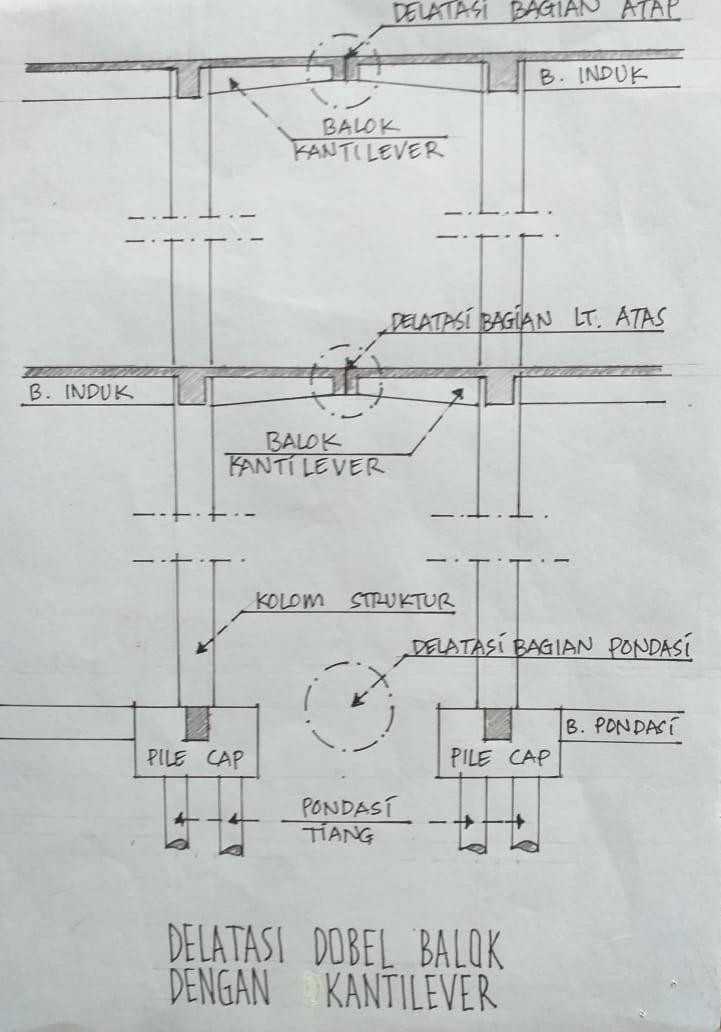 DELATASI BAGIAN ATAP
B. INDUK
BALOK
KANTILEVER
DELATASI BAGIAN LT. ATAS
B. INDUK
BALOK
KANTILEVER
KOLOM STRUKTUR
DELATASI BAGIAN PONDASI
B. PONDASI
PILE CAP
PILE CAP
PONDASI
TIANG
DELATASI DOBEL BALOK
DENGAN KANTILEVER